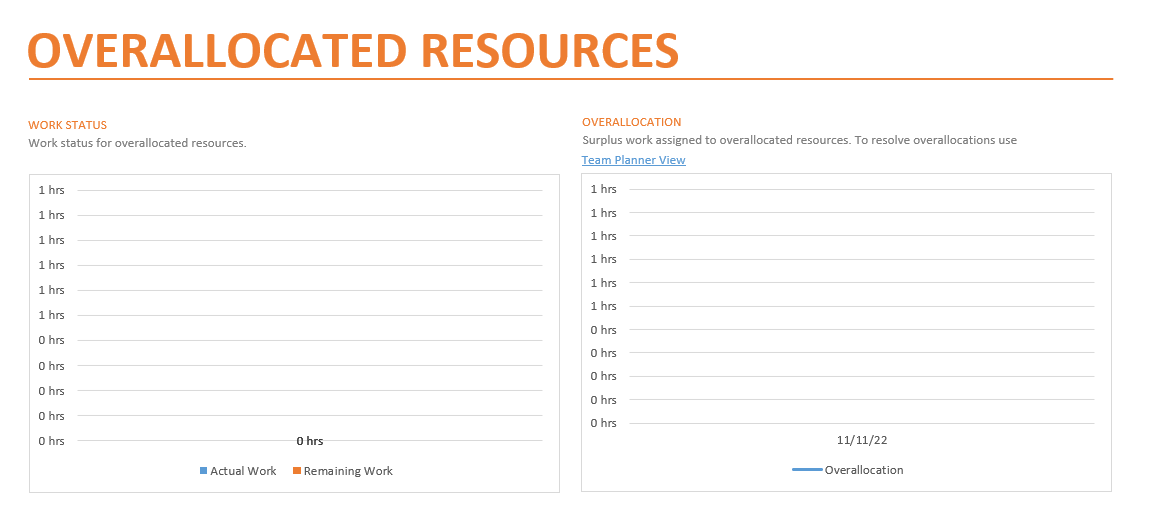 OVERALLOCATED RESOURCES
WORK STATUS
Work status for overallocated resources.
1 hrs
1 hrs
1 hrs
1 hrs
1 hrs
1 hrs
0 hrs
0 hrs
0 hrs
0 hrs
0 hrs
0 hrs
Actual Work
Remaining Work
OVERALLOCATION
Surplus work assigned to overallocated resources. To resolve overallocations use
Team Planner View
1 hrs
1 hrs
1 hrs
1 hrs
1 hrs
1 hrs
0 hrs
0 hrs
0 hrs
0 hrs
0 hrs
11/11/22
Overallocation